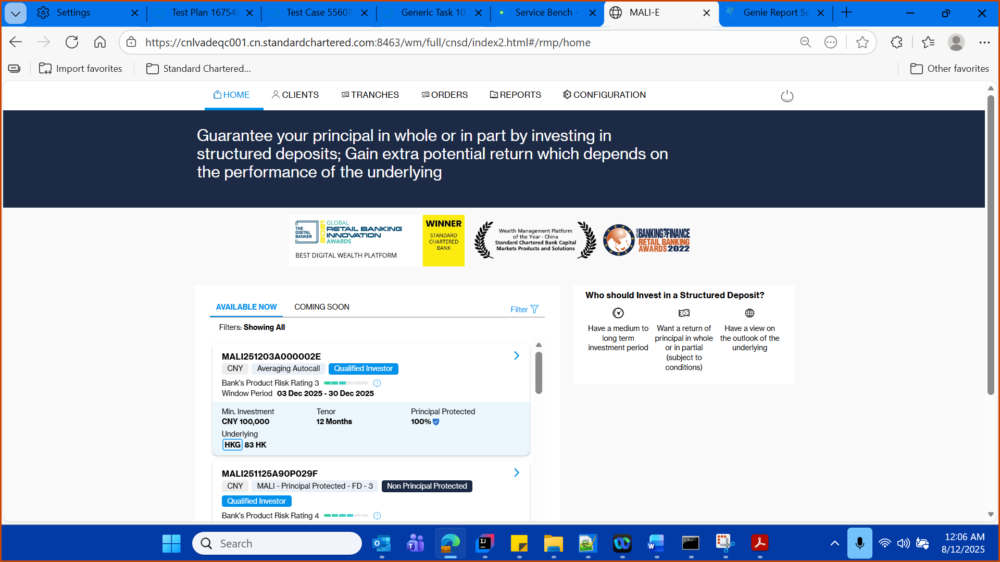 Settings
Test Plan 16754
Test Case 5560
Generic Task 10
Service Bench -
MALI-E
Genie Report Se
https://cnlvadeqc001.cn.standardchartered.com:8463/wm/full/cnsd/index2.html#/rmp/home
Import favorites
Standard Chartered...
Other favorites
HOME
CLIENTS
TRANCHES
ORDERS
REPORTS
CONFIGURATION
Guarantee your principal in whole or in part by investing in
structured deposits; Gain extra potential return which depends on
the performance of the underlying
THE DIGITAL BANKER
2021
GLOBAL
RETAIL BANKING
INNOVATION
AWARDS
BEST DIGITAL WEALTH PLATFORM
WINNER
STANDARD
CHARTERED
BANK
Wealth Management Platform
of the Year - China
Standard Chartered Bank Capital
Markets Products and Solutions
ASIAN
BANKING & FINANCE
RETAIL BANKING
AWARDS 2022
AVAILABLE NOW
COMING SOON
Filter
Filters: Showing All
MALI251203A000002E
CNY
Averaging Autocall
Qualified Investor
Bank's Product Risk Rating 3
?
Window Period 03 Dec 2025 - 30 Dec 2025
Min. Investment
CNY 100,000
Tenor
12 Months
Principal Protected
100%
Underlying
HKG 83 HK
MALI251125A90P029F
CNY
MALI - Principal Protected - FD - 3
Non Principal Protected
Qualified Investor
Bank's Product Risk Rating 4
?
Who should Invest in a Structured Deposit?
Have a medium to
long term
investment period
Want a return of
principal in whole
or in partial
(subject to
conditions)
Have a view on
the outlook of the
underlying
Search
12:06 AM
8/12/2025